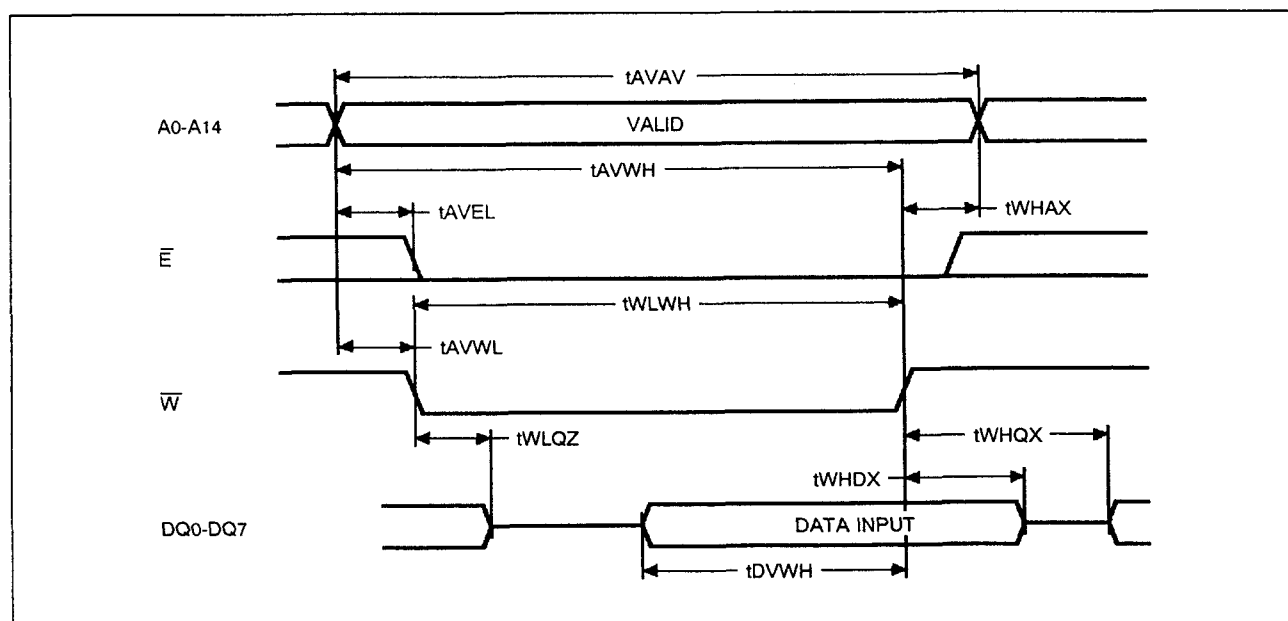 tAVAV
A0-A14
VALID
tAVWH
tAVEL
tWHAX
E̅
tWLWH
tAVWL
W̅
tWLQZ
tWHQX
tWHDX
DQ0-DQ7
DATA INPUT
tDVWH